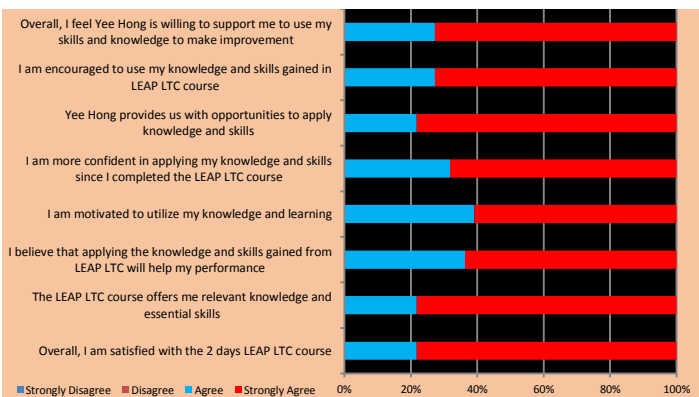 Overall, I feel Yee Hong is willing to support me to use my
skills and knowledge to make improvement
I am encouraged to use my knowledge and skills gained in
LEAP LTC course
Yee Hong provides us with opportunities to apply
knowledge and skills
I am more confident in applying my knowledge and skills
since I completed the LEAP LTC course
I am motivated to utilize my knowledge and learning
I believe that applying the knowledge and skills gained from
LEAP LTC will help my performance
The LEAP LTC course offers me relevant knowledge and
essential skills
Overall, I am satisfied with the 2 days LEAP LTC course
0% 20% 40% 60% 80% 100%
Strongly Disagree Disagree Agree Strongly Agree